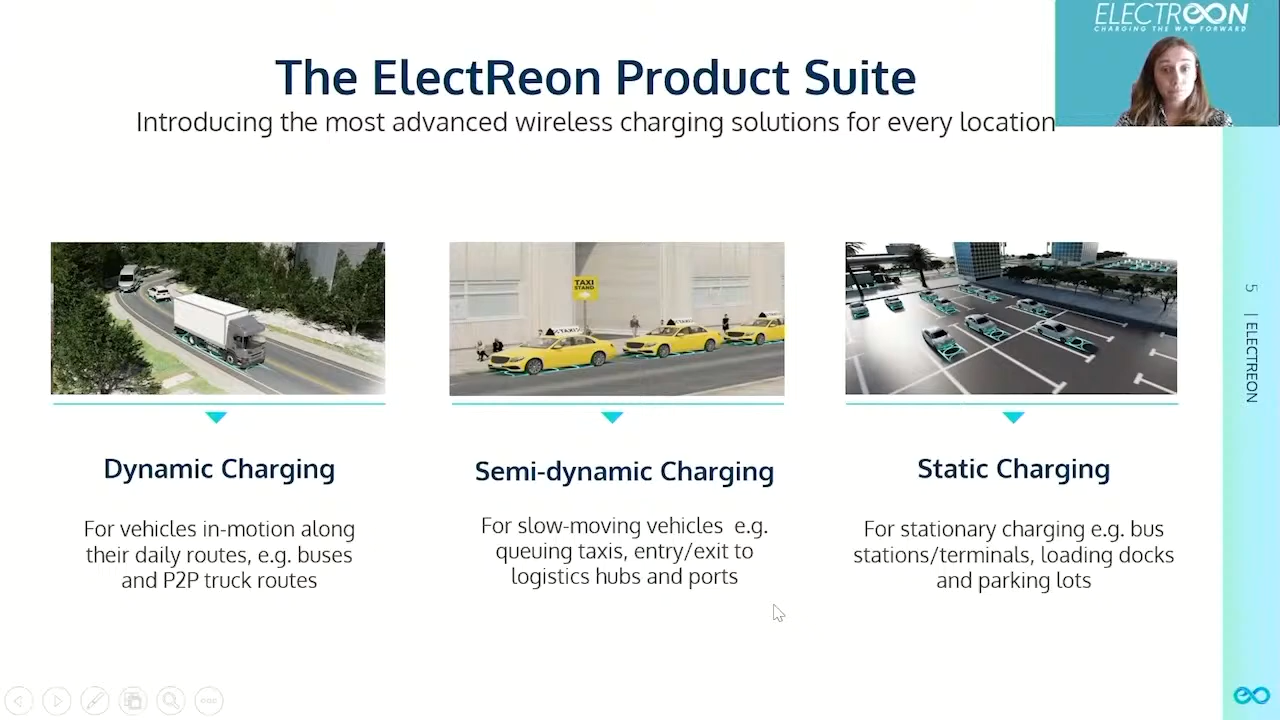 ELECTREON
CHARGING THE WAY FORWARD
The ElectReon Product Suite
Introducing the most advanced wireless charging solutions for every location
TAXI
STAND
TAXI
TAXI
TAXI
Dynamic Charging
For vehicles in-motion along
their daily routes, e.g. buses
and P2P truck routes
Semi-dynamic Charging
For slow-moving vehicles e.g.
queuing taxis, entry/exit to
logistics hubs and ports
Static Charging
For stationary charging e.g. bus
stations/terminals, loading docks
and parking lots
5 | ELECTREON